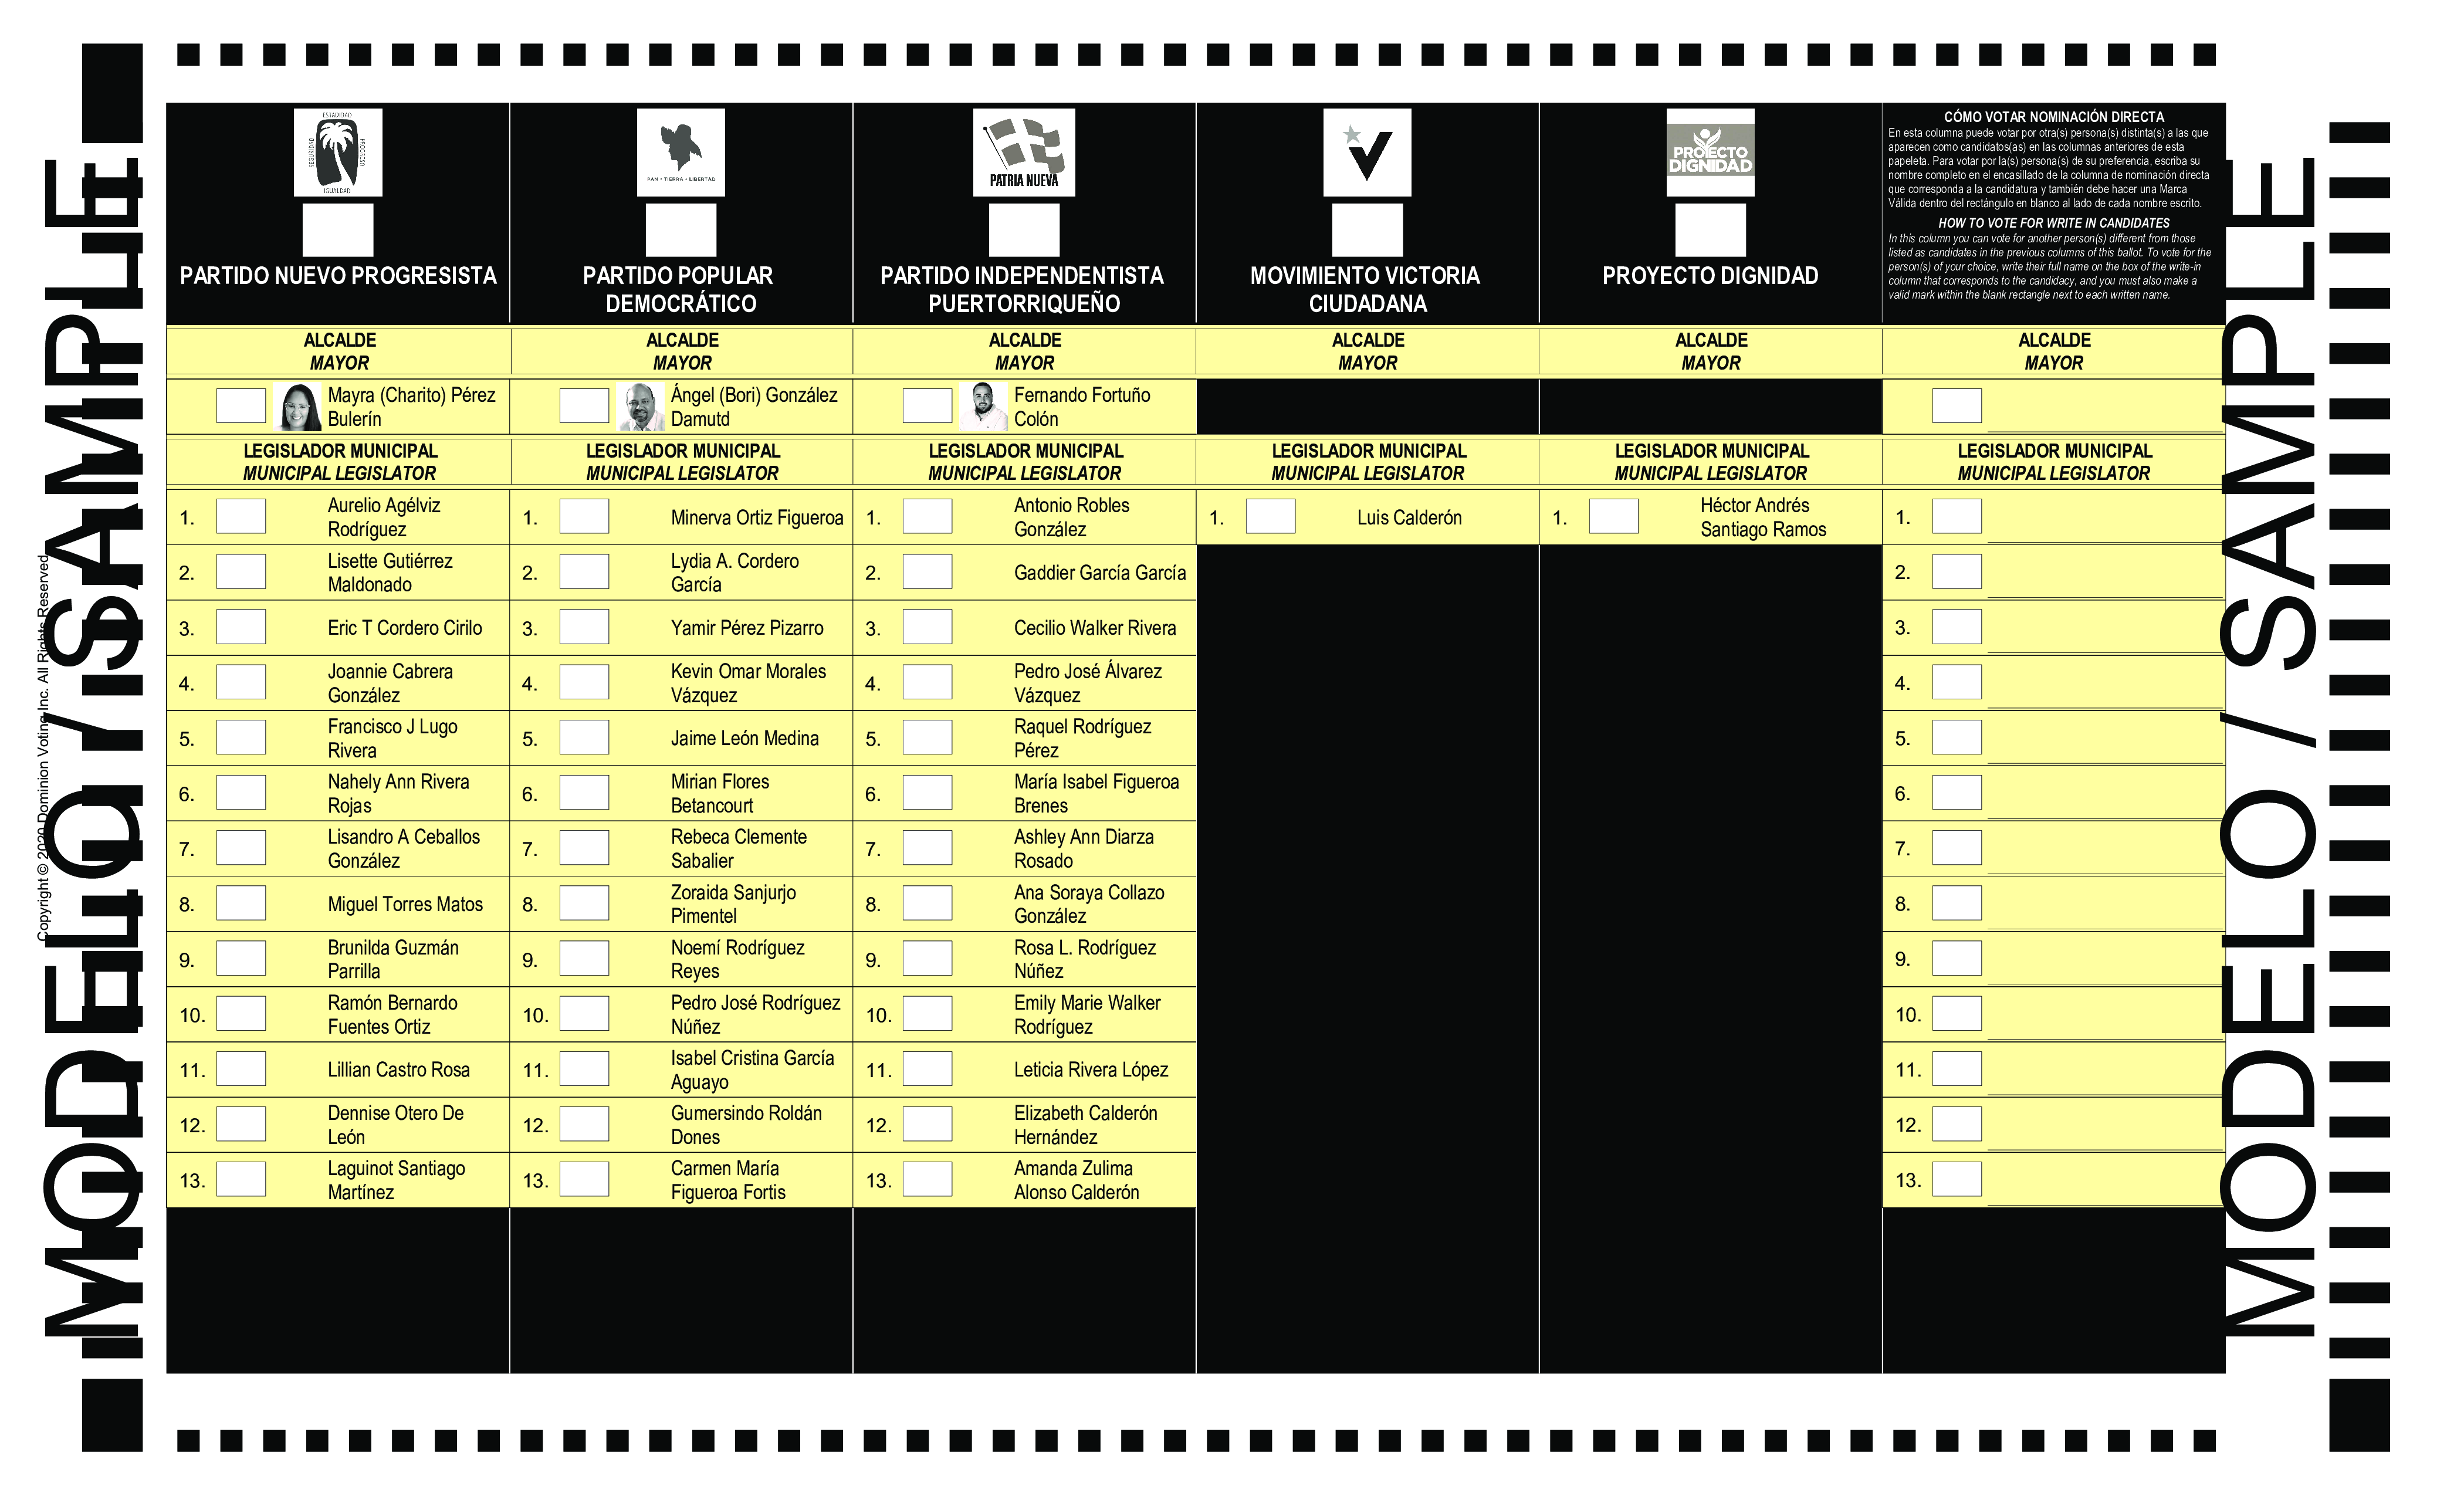 MODELO / SAMPLE
Copyright © 2020 Dominion Voting Inc. All Rights Reserved
ESTADIDAD
SEGURIDAD
PROGRESO
IGUALDAD
PARTIDO NUEVO PROGRESISTA
PAN • TIERRA • LIBERTAD
PARTIDO POPULAR
DEMOCRÁTICO
PATRIA NUEVA
PARTIDO INDEPENDENTISTA
PUERTORRIQUEÑO
MOVIMIENTO VICTORIA
CIUDADANA
PROYECTO
DIGNIDAD
PROYECTO DIGNIDAD
CÓMO VOTAR NOMINACIÓN DIRECTA
En esta columna puede votar por otra(s) persona(s) distinta(s) a las que
aparecen como candidatos(as) en las columnas anteriores de esta
papeleta. Para votar por la(s) persona(s) de su preferencia, escriba su
nombre completo en el encasillado de la columna de nominación directa
que corresponda a la candidatura y también debe hacer una Marca
Válida dentro del rectángulo en blanco al lado de cada nombre escrito.
HOW TO VOTE FOR WRITE IN CANDIDATES
In this column you can vote for another person(s) different from those
listed as candidates in the previous columns of this ballot. To vote for the
person(s) of your choice, write their full name on the box of the write-in
column that corresponds to the candidacy, and you must also make a
valid mark within the blank rectangle next to each written name.
ALCALDE
MAYOR
Mayra (Charito) Pérez
Bulerín
LEGISLADOR MUNICIPAL
MUNICIPAL LEGISLATOR
1. Aurelio Agélviz
Rodríguez
2. Lisette Gutiérrez
Maldonado
3. Eric T Cordero Cirilo
4. Joannie Cabrera
González
5. Francisco J Lugo
Rivera
6. Nahely Ann Rivera
Rojas
7. Lisandro A Ceballos
González
8. Miguel Torres Matos
9. Brunilda Guzmán
Parrilla
10. Ramón Bernardo
Fuentes Ortiz
11. Lillian Castro Rosa
12. Dennise Otero De
León
13. Laguinot Santiago
Martínez
ALCALDE
MAYOR
Ángel (Bori) González
Damutd
LEGISLADOR MUNICIPAL
MUNICIPAL LEGISLATOR
1. Minerva Ortiz Figueroa
2. Lydia A. Cordero
García
3. Yamir Pérez Pizarro
4. Kevin Omar Morales
Vázquez
5. Jaime León Medina
6. Mirian Flores
Betancourt
7. Rebeca Clemente
Sabalier
8. Zoraida Sanjurjo
Pimentel
9. Noemí Rodríguez
Reyes
10. Pedro José Rodríguez
Núñez
11. Isabel Cristina García
Aguayo
12. Gumersindo Roldán
Dones
13. Carmen María
Figueroa Fortis
ALCALDE
MAYOR
Fernando Fortuño
Colón
LEGISLADOR MUNICIPAL
MUNICIPAL LEGISLATOR
1. Antonio Robles
González
2. Gaddier García García
3. Cecilio Walker Rivera
4. Pedro José Álvarez
Vázquez
5. Raquel Rodríguez
Pérez
6. María Isabel Figueroa
Brenes
7. Ashley Ann Diarza
Rosado
8. Ana Soraya Collazo
González
9. Rosa L. Rodríguez
Núñez
10. Emily Marie Walker
Rodríguez
11. Leticia Rivera López
12. Elizabeth Calderón
Hernández
13. Amanda Zulima
Alonso Calderón
ALCALDE
MAYOR
LEGISLADOR MUNICIPAL
MUNICIPAL LEGISLATOR
1. Luis Calderón
ALCALDE
MAYOR
LEGISLADOR MUNICIPAL
MUNICIPAL LEGISLATOR
1. Héctor Andrés
Santiago Ramos
ALCALDE
MAYOR
LEGISLADOR MUNICIPAL
MUNICIPAL LEGISLATOR
1.
2.
3.
4.
5.
6.
7.
8.
9.
10.
11.
12.
13.
MODELO / SAMPLE